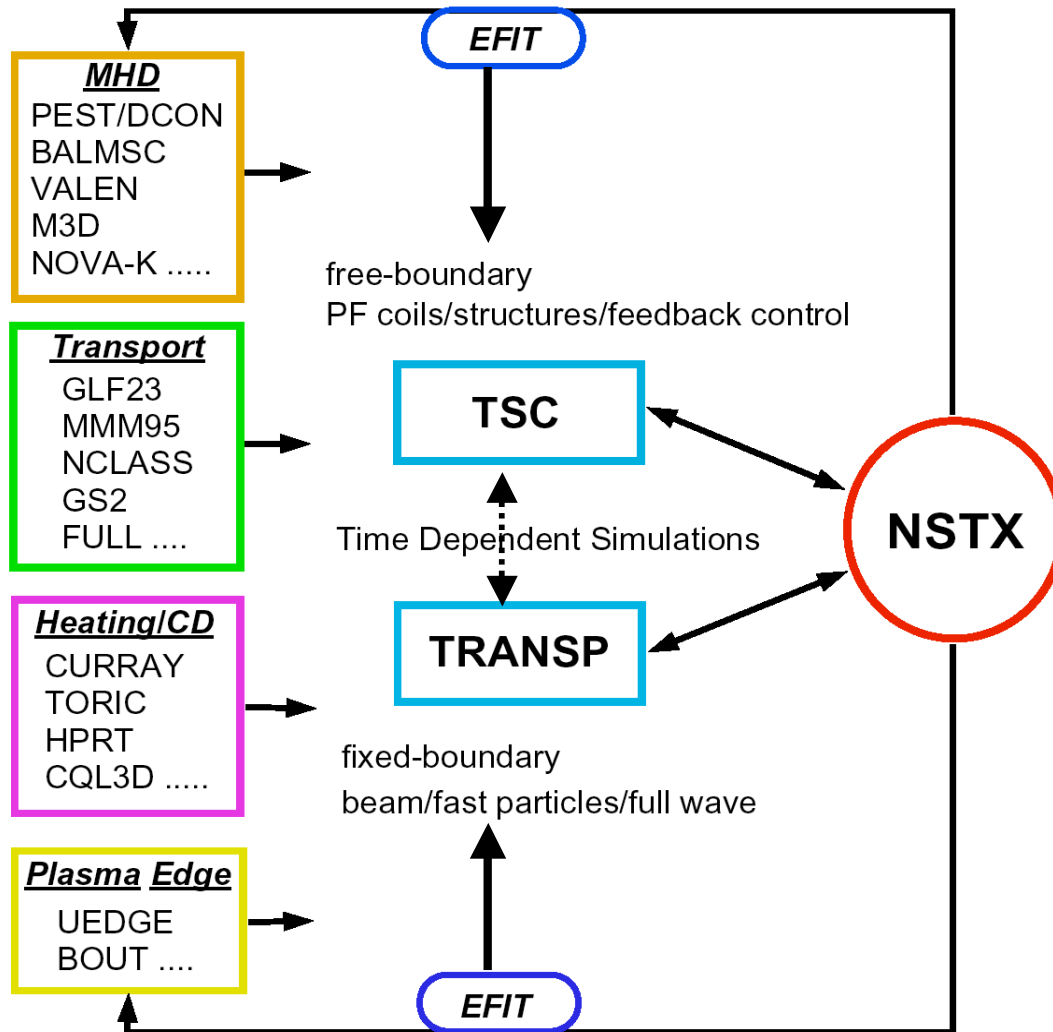 EFIT
MHD
PEST/DCON
BALMSC
VALEN
M3D
NOVA-K .....
free-boundary
PF coils/structures/feedback control
Transport
GLF23
MMM95
NCLASS
GS2
FULL ....
TSC
Time Dependent Simulations
NSTX
Heating/CD
CURRAY
TORIC
HPRT
CQL3D .....
TRANSP
fixed-boundary
beam/fast particles/full wave
Plasma Edge
UEDGE
BOUT ....
EFIT